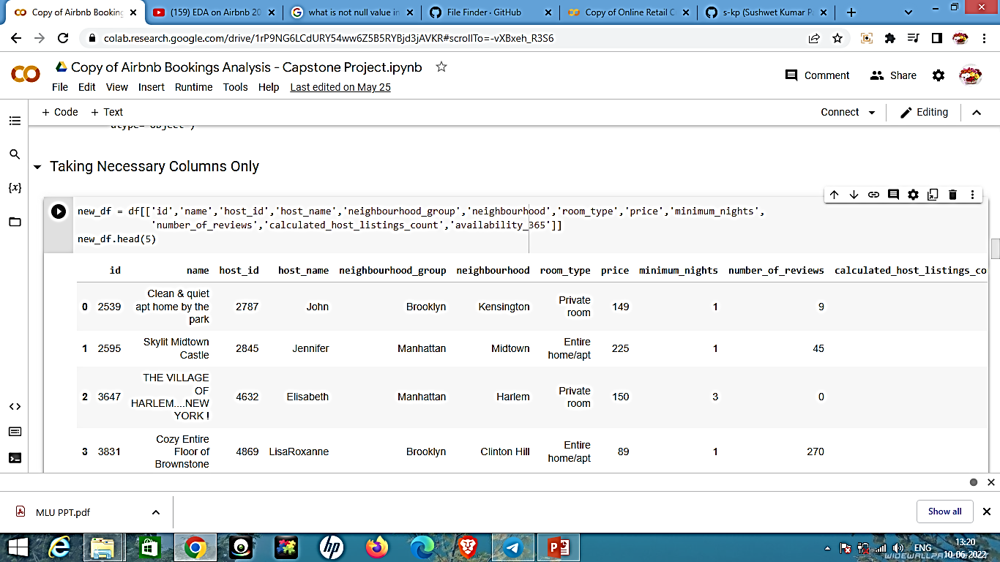 Copy of Airbnb Booking
(159) EDA on Airbnb 20
what is not null value in
File Finder · GitHub
Copy of Online Retail C
s-kp (Sushwet Kumar P
colab.research.google.com/drive/1rP9NG6LCdURY54ww6Z5B5RYBjd3jAVKR#scrollTo=-vXBxeh_R3S6
Copy of Airbnb Bookings Analysis - Capstone Project.ipynb
Comment Share
File Edit View Insert Runtime Tools Help Last edited on May 25
+ Code + Text Connect Editing
Taking Necessary Columns Only
new_df = df[['id','name','host_id','host_name','neighbourhood_group','neighbourhood','room_type','price','minimum_nights',
'number_of_reviews','calculated_host_listings_count','availability_365']]
new_df.head(5)
id name host_id host_name neighbourhood_group neighbourhood room_type price minimum_nights number_of_reviews calculated_host_listings_co
0 2539 Clean & quiet apt home by the park 2787 John Brooklyn Kensington Private room 149 1 9
1 2595 Skylit Midtown Castle 2845 Jennifer Manhattan Midtown Entire home/apt 225 1 45
2 3647 THE VILLAGE OF HARLEM....NEW YORK ! 4632 Elisabeth Manhattan Harlem Private room 150 3 0
3 3831 Cozy Entire Floor of Brownstone 4869 LisaRoxanne Brooklyn Clinton Hill Entire home/apt 89 1 270
MLU PPT.pdf
Show all
ENG
13:20
10-06-2022